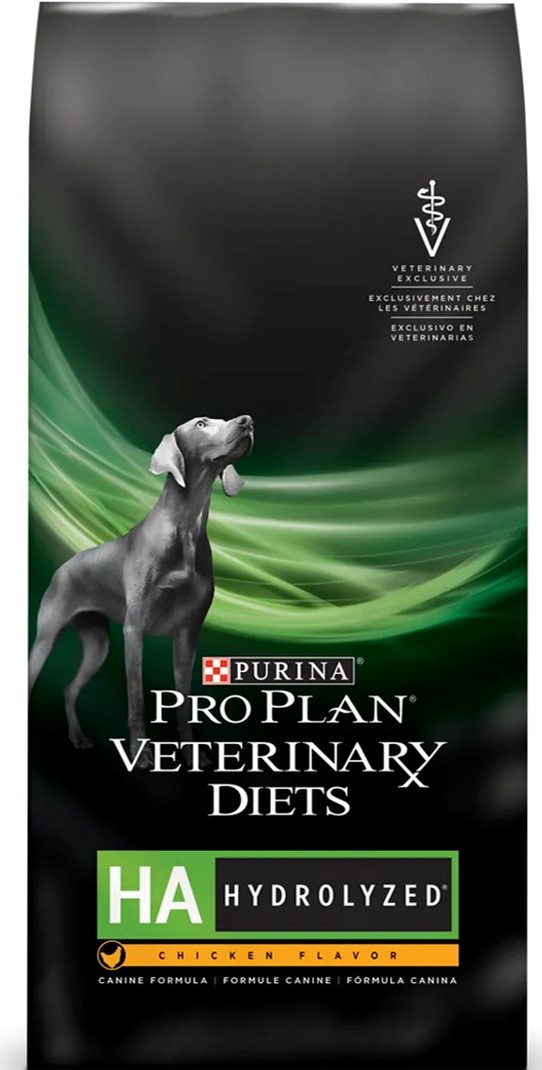 V
VETERINARY
EXCLUSIVE
EXCLUSIVEMENT CHEZ
LES VÉTÉRINAIRES
EXCLUSIVO EN
VETERINARIAS
PURINA®
PRO PLAN®
VETERINARY
DIETS
HA HYDROLYZED®
CHICKEN FLAVOR
CANINE FORMULA | FORMULE CANINE | FÓRMULA CANINA